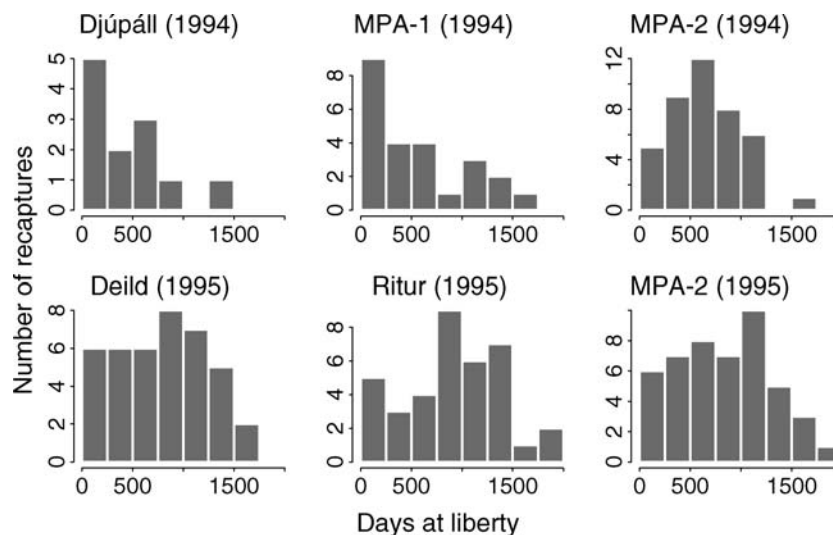 Djúpáll (1994) MPA-1 (1994) MPA-2 (1994)
0 1 2 3 4 5
0 500 1500
0 2 4 6 8
0 500 1500
0 4 8 12
0 500 1500
Number of recaptures
Deild (1995) Ritur (1995) MPA-2 (1995)
0 2 4 6 8
0 500 1500
0 2 4 6 8
0 500 1500
0 2 4 6 8
0 500 1500
Days at liberty